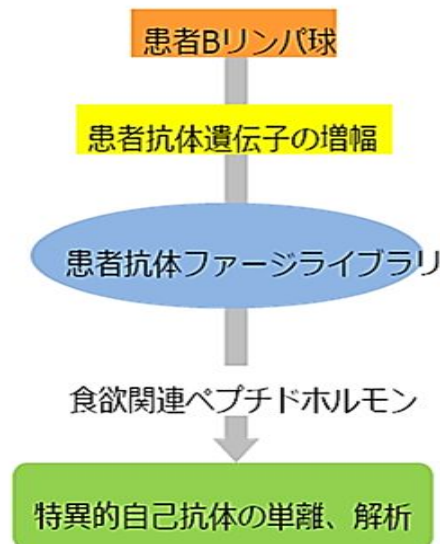 患者Bリンパ球
患者抗体遺伝子の増幅
患者抗体ファージライブラリ
食欲関連ペプチドホルモン
特異的自己抗体の単離、解析